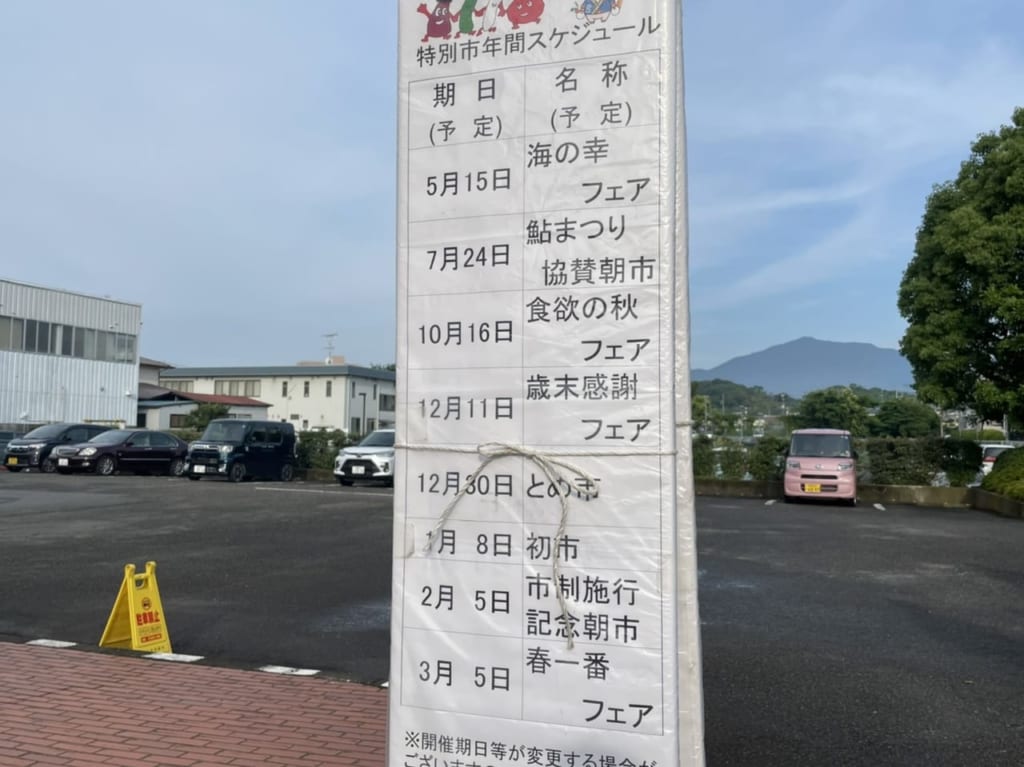 特別市年間スケジュール
期 日 名 称
(予 定) (予 定)
海の幸
5月15日 フェア
鮎まつり
7月24日 協賛朝市
食欲の秋
10月16日 フェア
歳末感謝
12月11日 フェア
12月30日 とめ市
1月 8日 初市
市制施行
2月 5日 記念朝市
春一番
3月 5日 フェア
※開催期日等が変更する場合が
駐車禁止